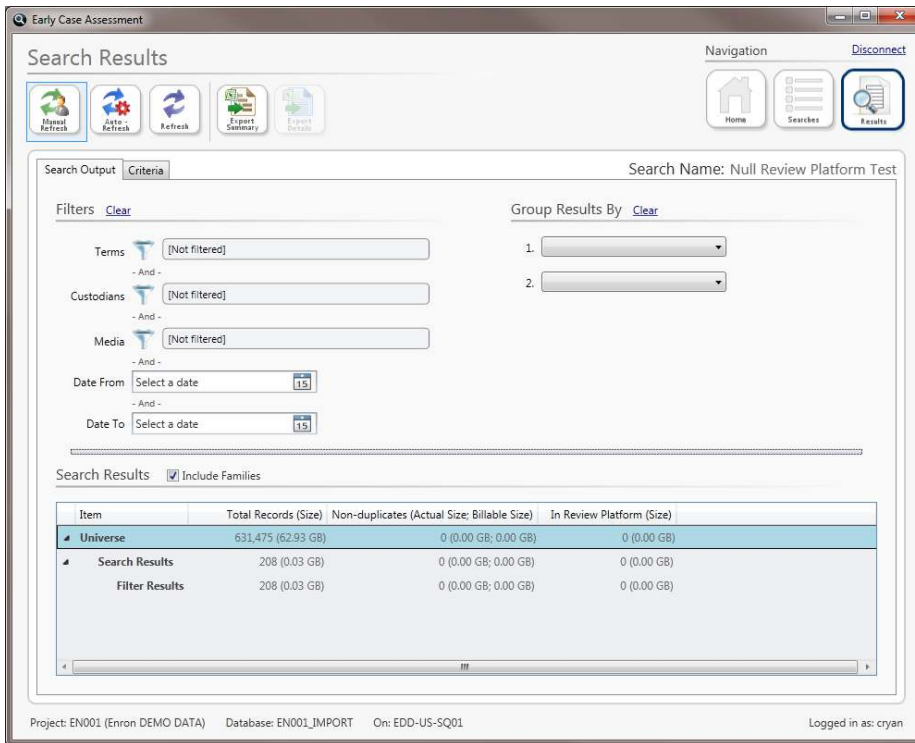 Early Case Assessment
Search Results
Navigation
Disconnect
Manual Refresh
Auto - Refresh
Refresh
Export Summary
Export Details
Home
Searches
Results
Search Output
Criteria
Search Name: Null Review Platform Test
Filters Clear
Group Results By Clear
Terms [Not filtered]
1.
- And -
2.
Custodians [Not filtered]
- And -
Media [Not filtered]
- And -
Date From Select a date 15
- And -
Date To Select a date 15
Search Results Include Families
Item Total Records (Size) Non-duplicates (Actual Size; Billable Size) In Review Platform (Size)
Universe 631,475 (62.93 GB) 0 (0.00 GB; 0.00 GB) 0 (0.00 GB)
Search Results 208 (0.03 GB) 0 (0.00 GB; 0.00 GB) 0 (0.00 GB)
Filter Results 208 (0.03 GB) 0 (0.00 GB; 0.00 GB) 0 (0.00 GB)
Project: EN001 (Enron DEMO DATA) Database: EN001_IMPORT On: EDD-US-SQ01 Logged in as: cryan